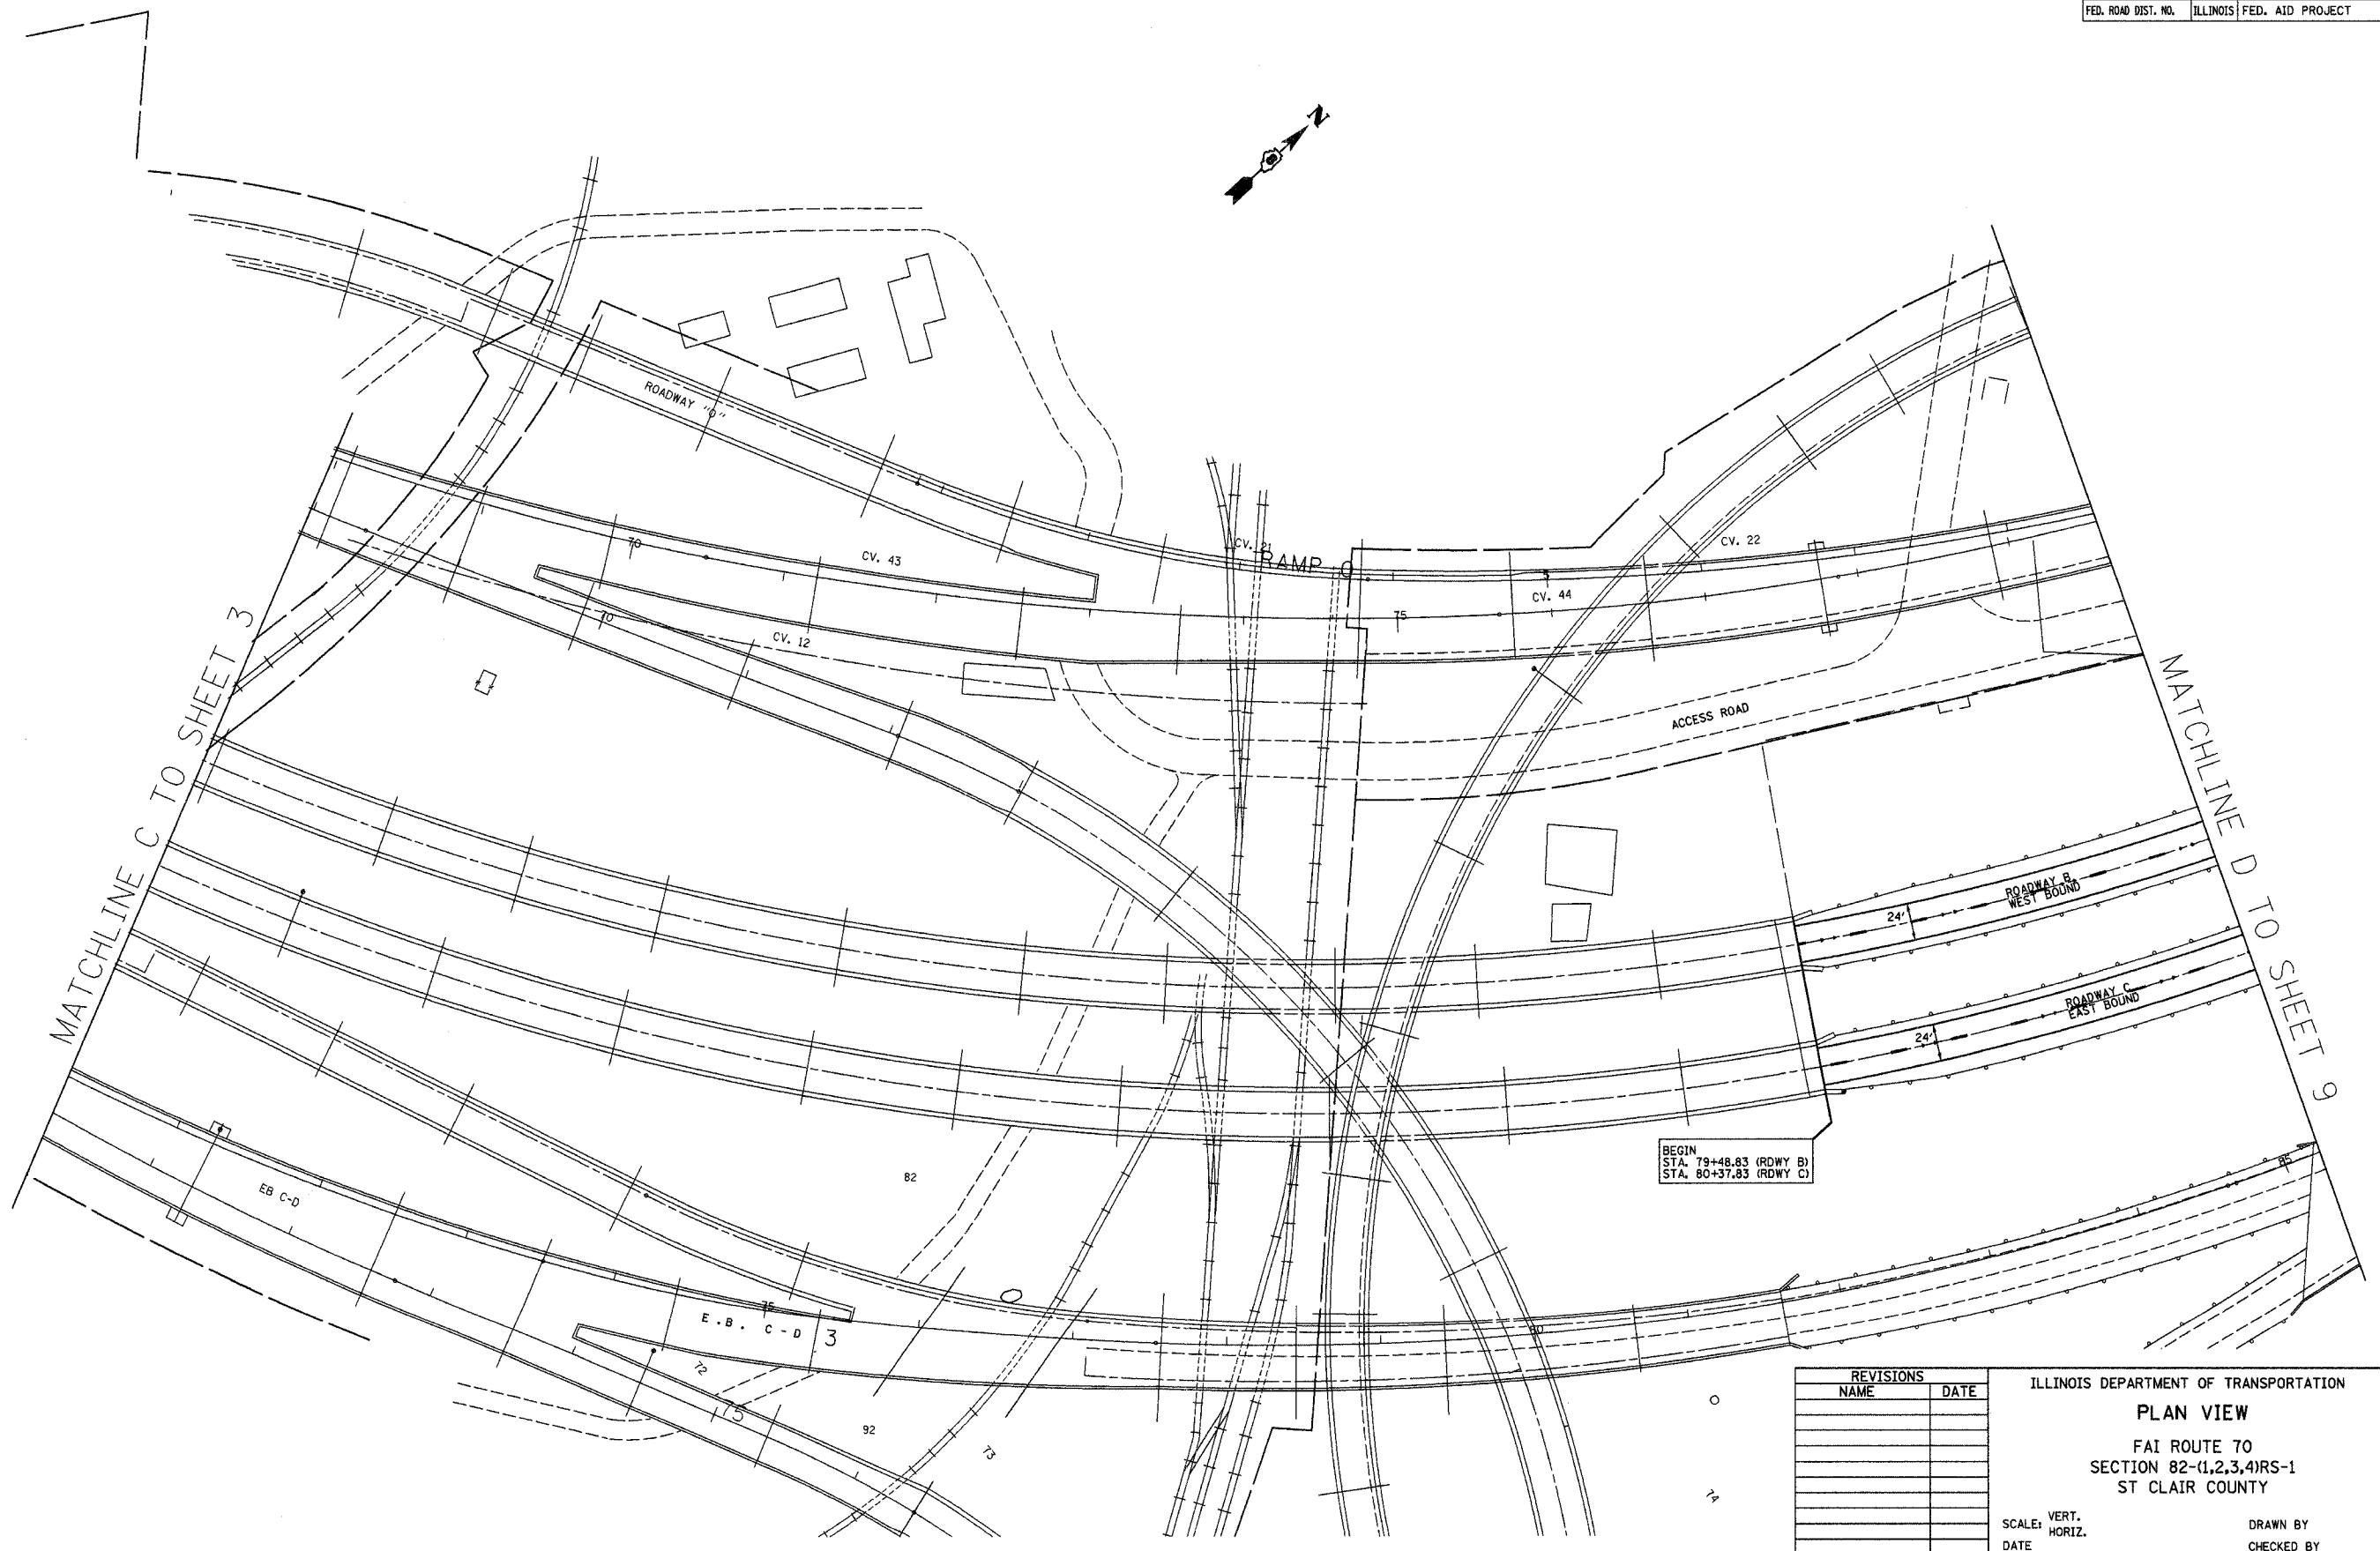 FED. ROAD DIST. NO. ILLINOIS FED. AID PROJECT
N
ROADWAY "O"
CV. 43
CV. 21
RAMP O
CV. 22
CV. 44
70
75
70
CV. 12
ACCESS ROAD
MATCHLINE C TO SHEET 3
MATCHLINE D TO SHEET 9
ROADWAY B
WEST BOUND
24'
ROADWAY C
EAST BOUND
24'
BEGIN
STA. 79+48.83 (RDWY B)
STA. 80+37.83 (RDWY C)
82
EB C-D
85
75
E.B. C-D 3
80
72
75
92
73
74
REVISIONS
NAME DATE
ILLINOIS DEPARTMENT OF TRANSPORTATION
PLAN VIEW
FAI ROUTE 70
SECTION 82-(1,2,3,4)RS-1
ST CLAIR COUNTY
SCALE: VERT.
HORIZ.
DATE
DRAWN BY
CHECKED BY